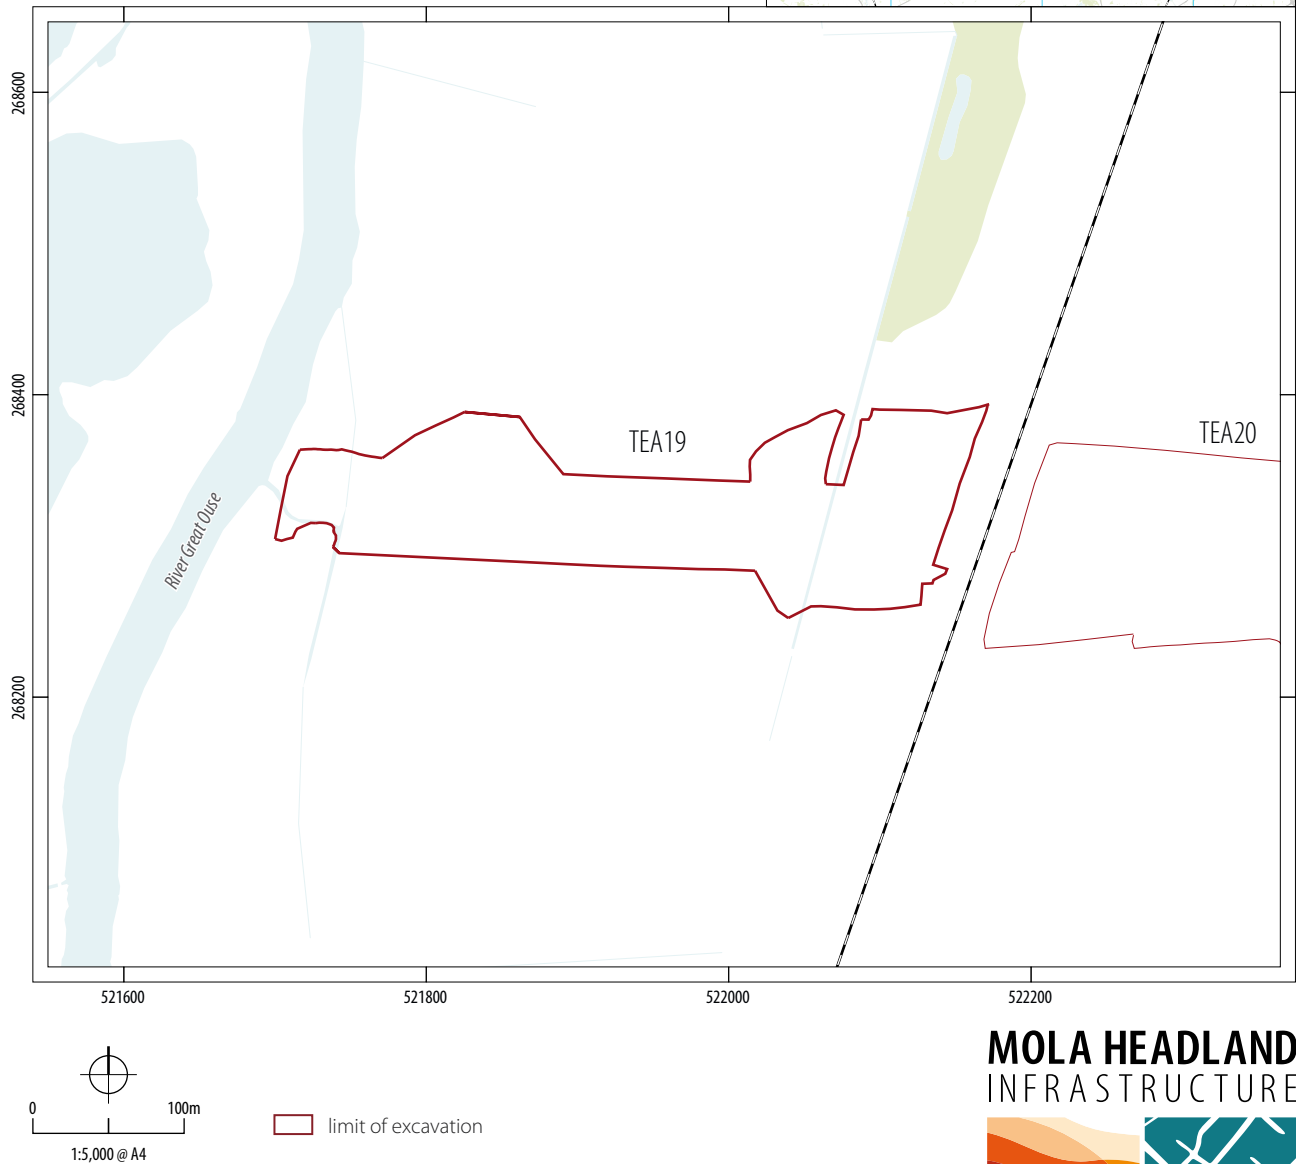 268600
268400
268200
TEA19
TEA20
River Great Ouse
521600
521800
522000
522200
0
100m
1:5,000 @ A4
limit of excavation
MOLA HEADLAND
INFRASTRUCTURE